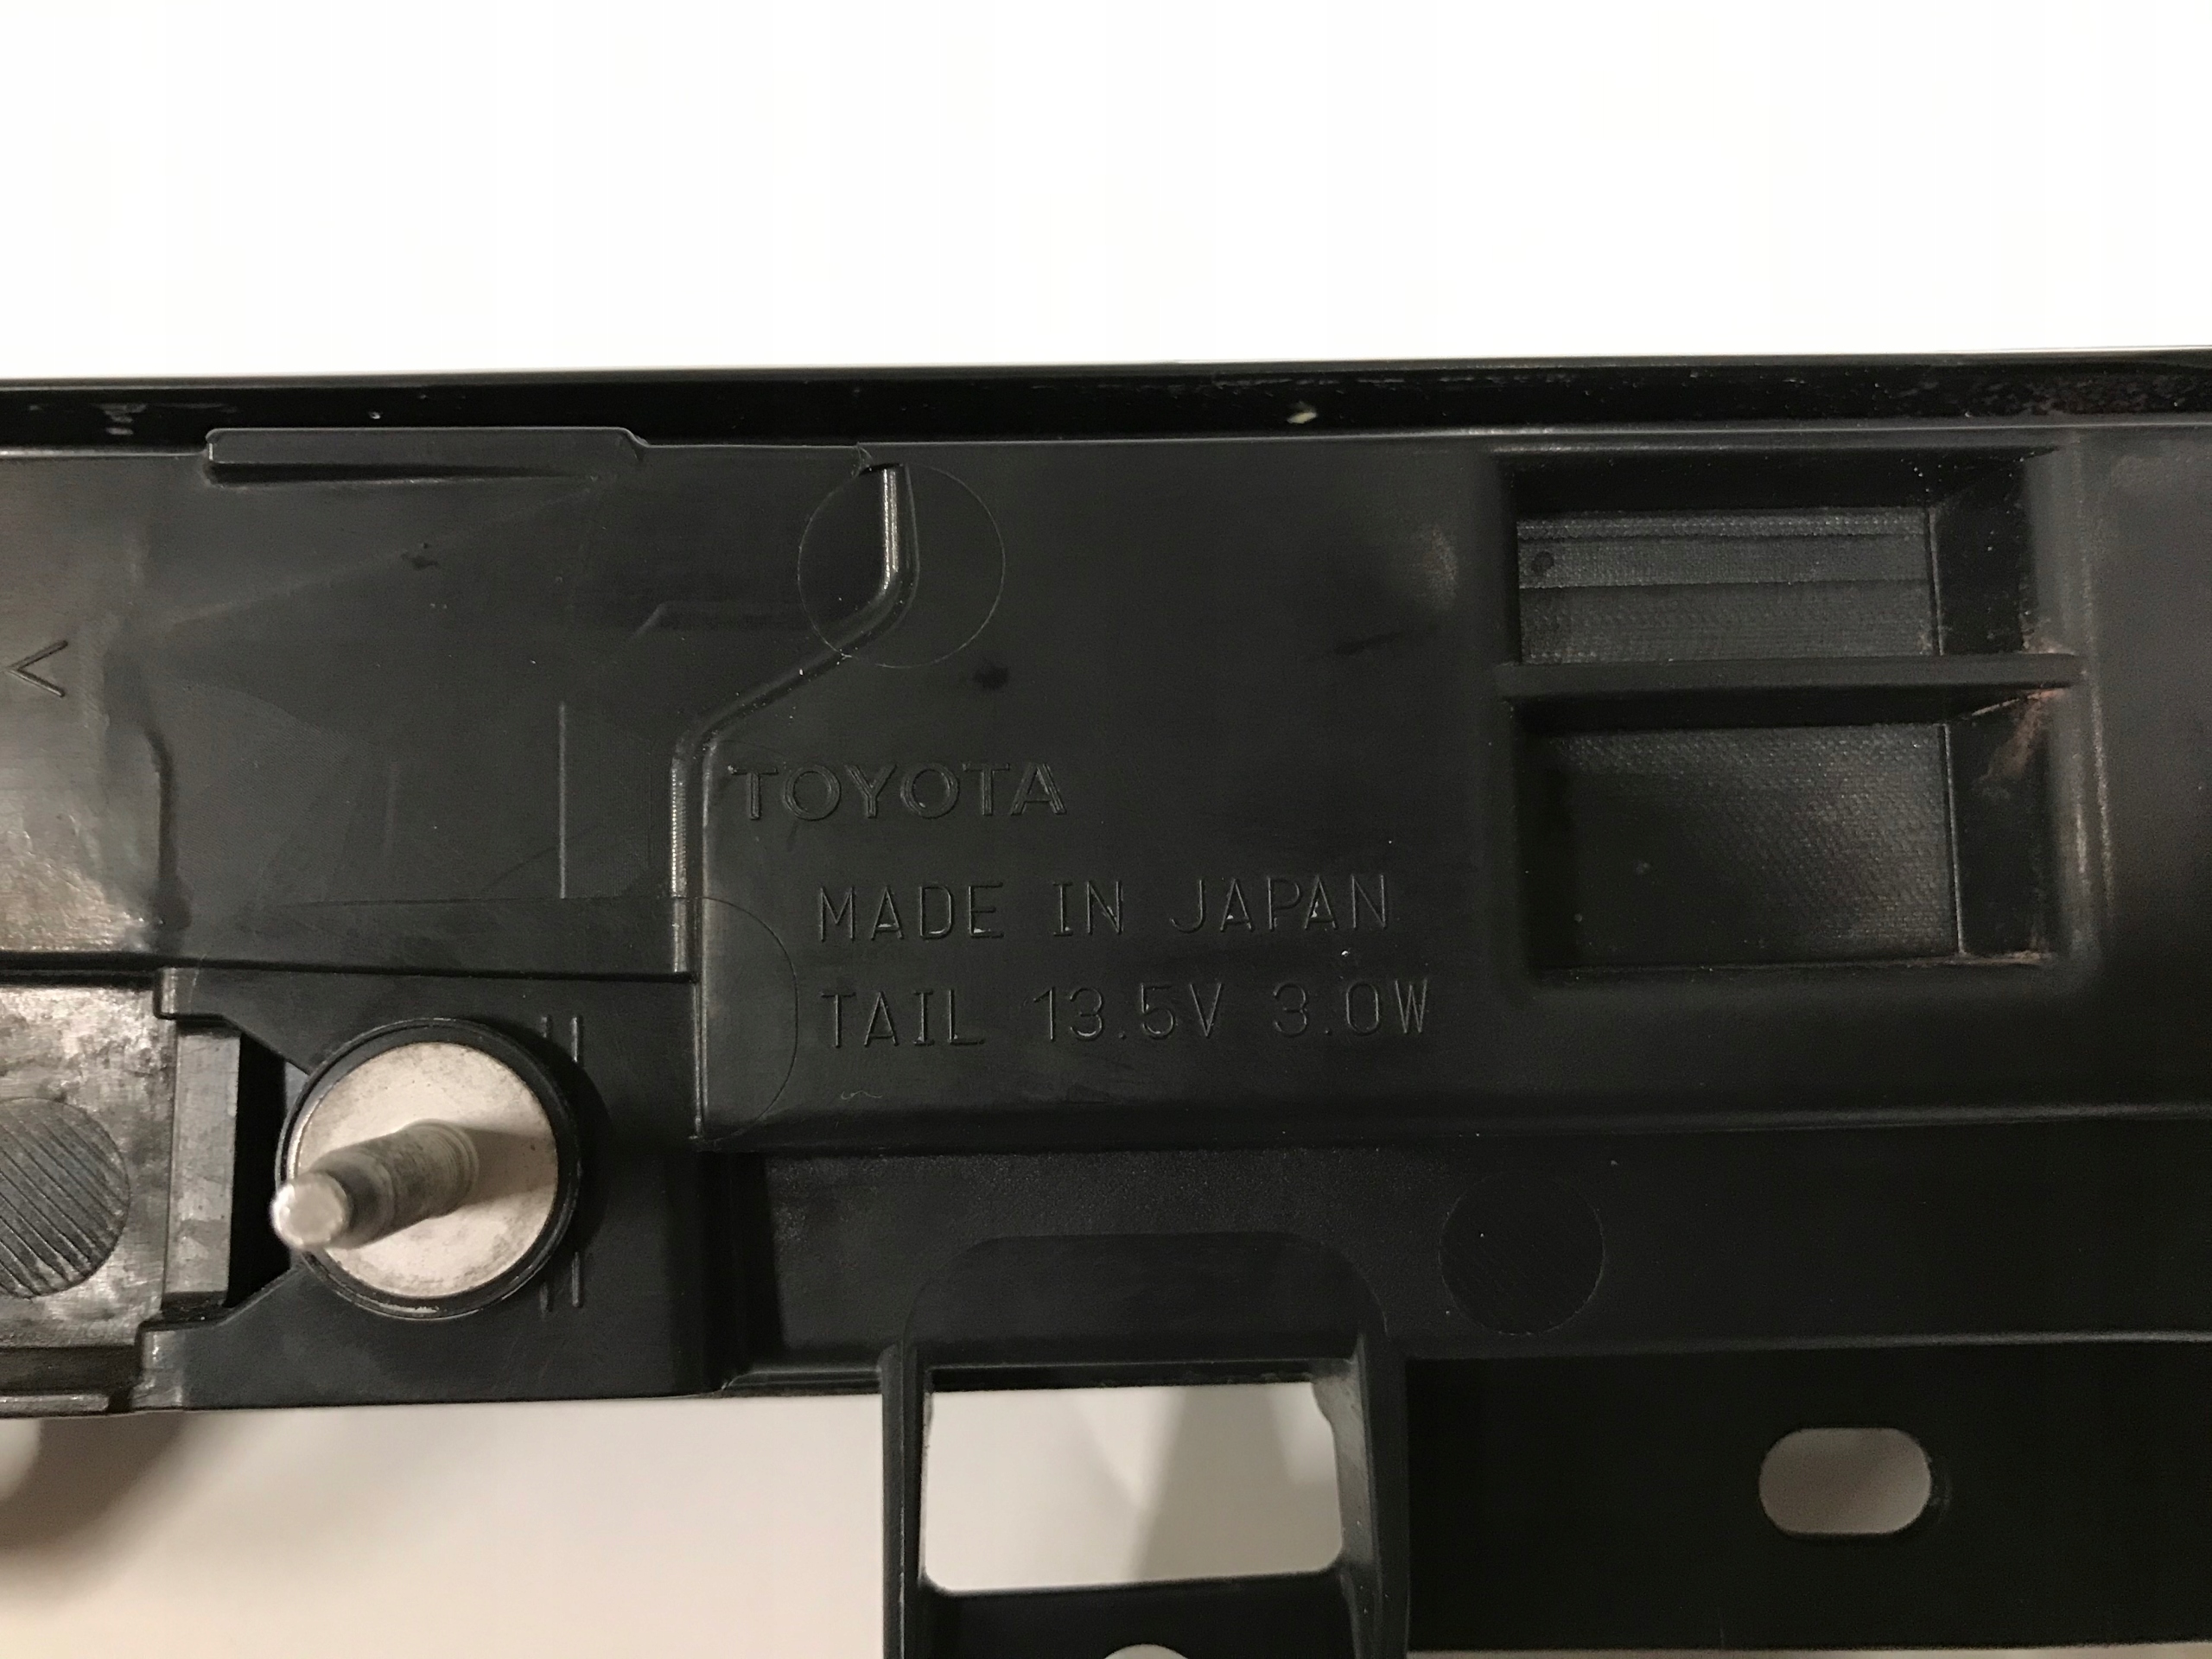 <
TOYOTA
MADE IN JAPAN
TAIL 13.5V 3.0W